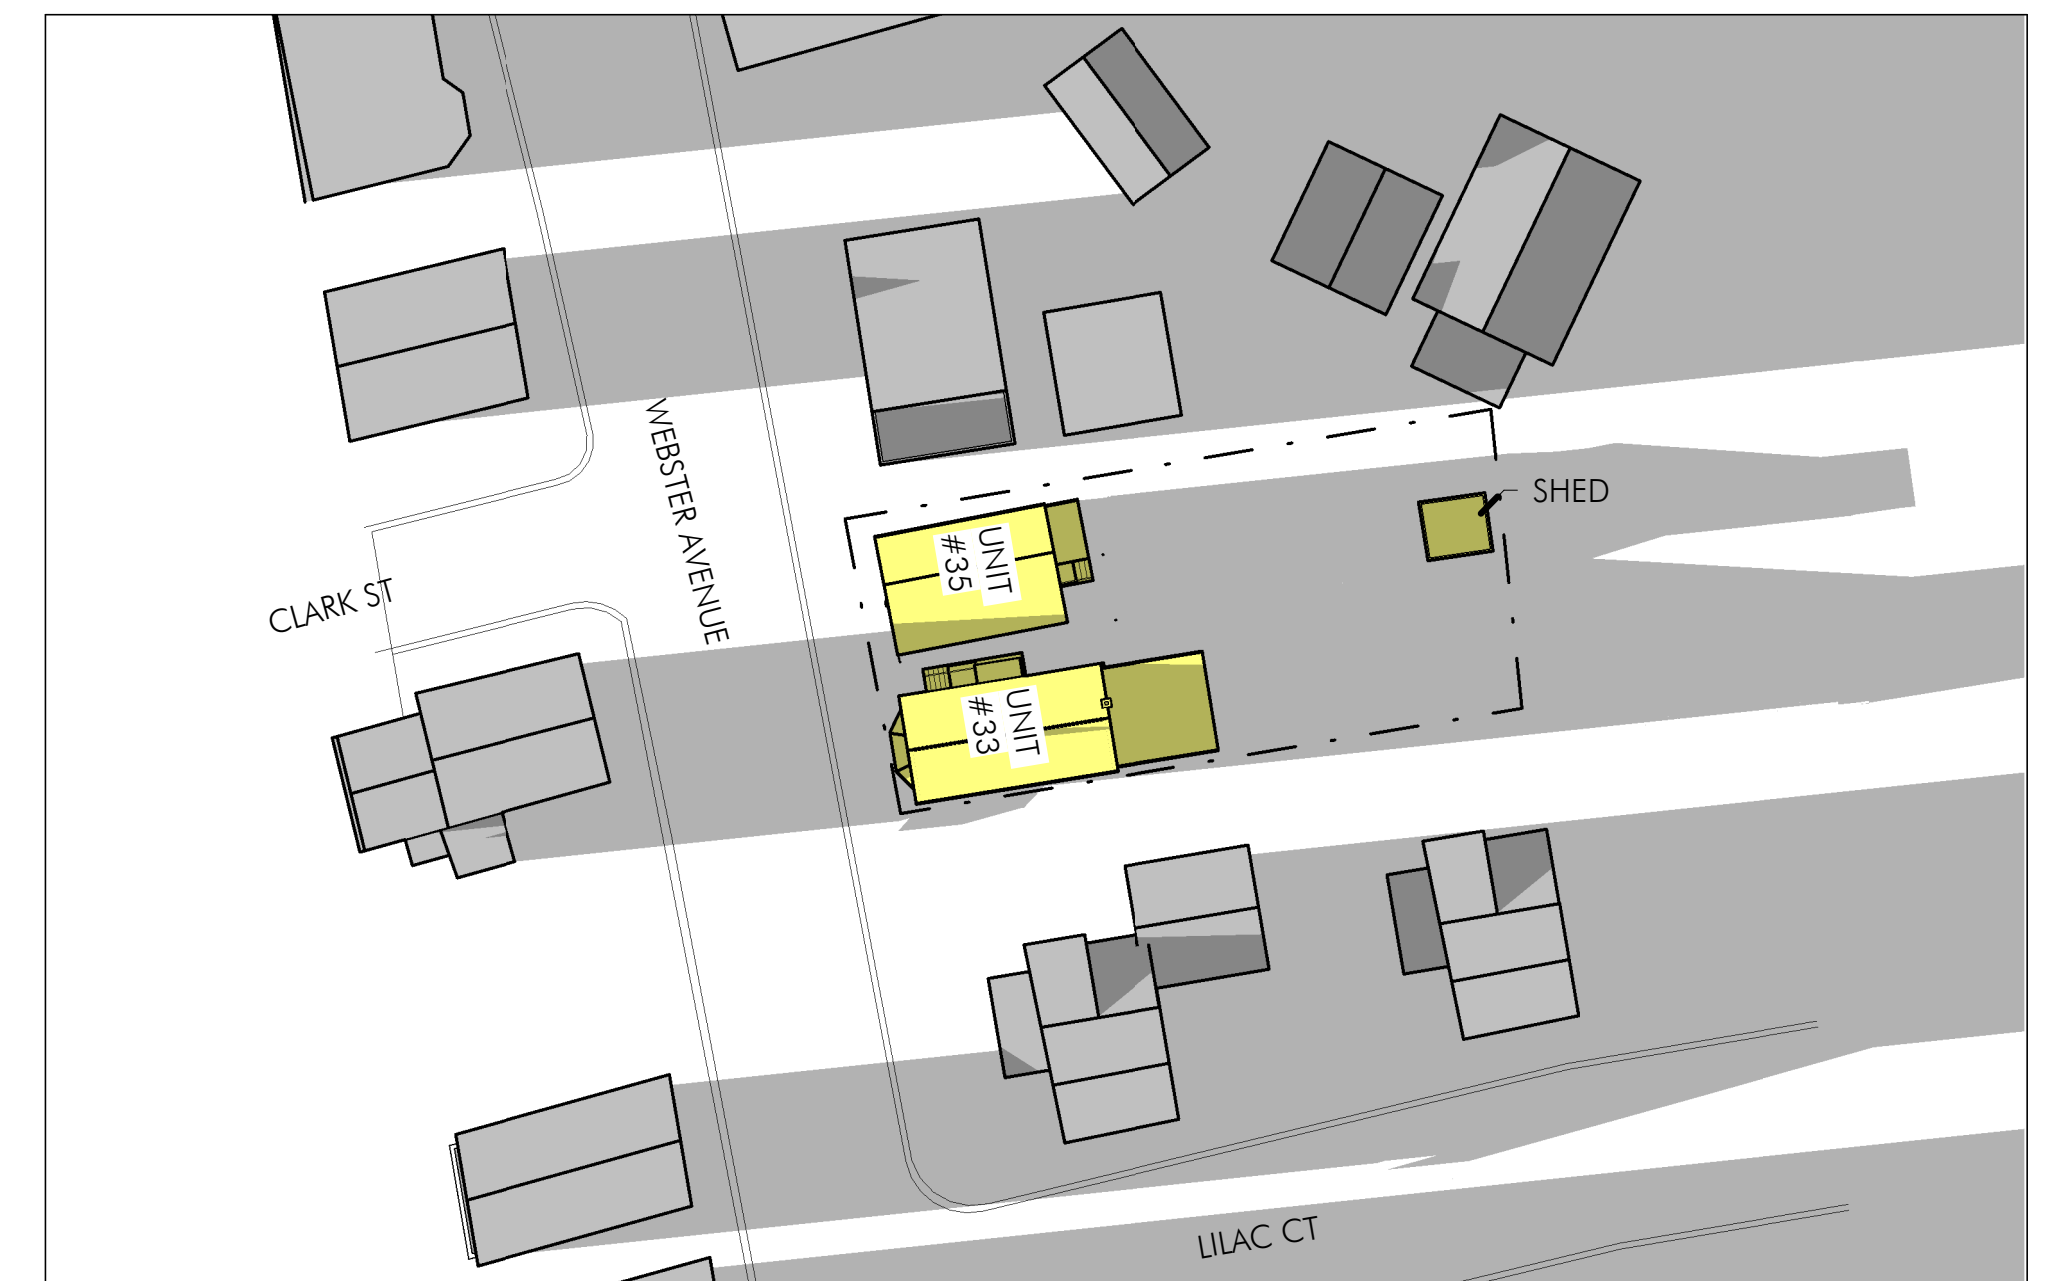 WEBSTER AVENUE
SHED
UNIT
#35
CLARK ST
UNIT
#33
LILAC CT